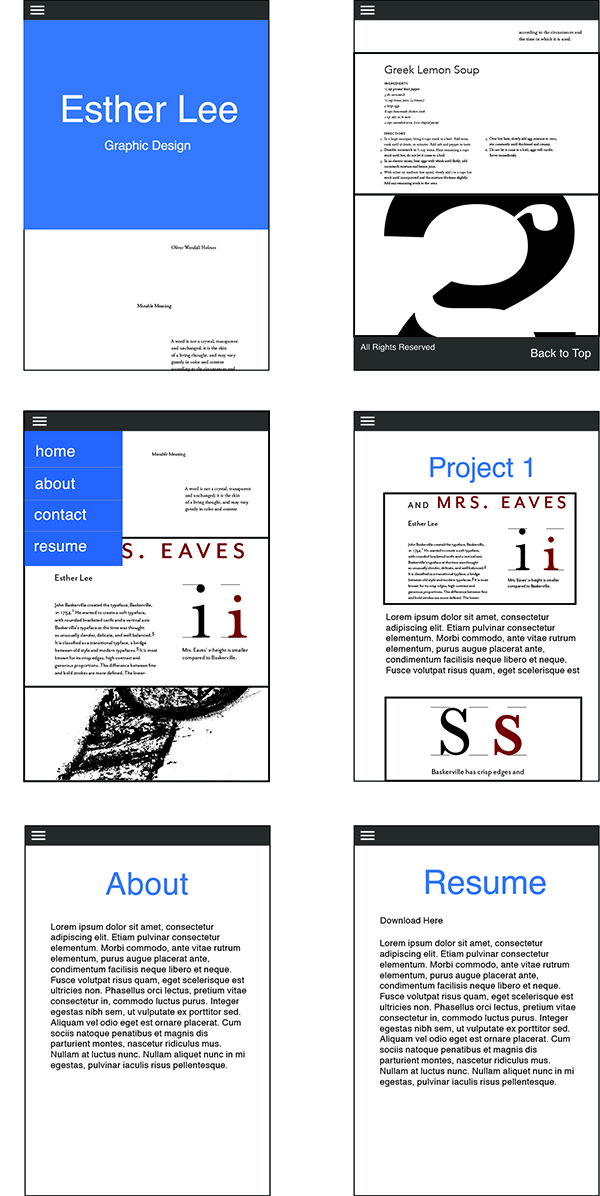 Esther Lee
Graphic Design
Oliver Wendall Holmes
Mutable Meaning
A word is not a crystal, transparent
and unchanged; it is the skin
of a living thought, and may vary
greatly in color and content
according to the circumstances and
according to the circumstances and
the time in which it is used.
Greek Lemon Soup
INGREDIENTS
DIRECTIONS
All Rights Reserved
Back to Top
home
about
contact
resume
Mutable Meaning
A word is not a crystal, transparent
and unchanged; it is the skin
of a living thought, and may vary
greatly in color and content
S. EAVES
Esther Lee
John Baskerville created the typeface, Baskerville,
in 1754.¹ He wanted to create a soft typeface,
with rounded bracketed serifs and a vertical axis
Baskerville's typeface at the time was thought
as unusually slender, delicate, and well balanced.⁵
It is classified as a transitional typeface, a bridge
between old style and modern typefaces.⁵ It is most
known for its crisp edges, high contrast and
generous proportions. The difference between fine
and bold strokes are more defined. The lower-
i i
Mrs. Eaves' x-height is smaller
compared to Baskerville.
Project 1
AND MRS. EAVES
Esther Lee
John Baskerville created the typeface, Baskerville,
in 1754.¹ He wanted to create a soft typeface,
with rounded bracketed serifs and a vertical axis
Baskerville's typeface at the time was thought
as unusually slender, delicate, and well balanced.⁵
It is classified as a transitional typeface, a bridge
between old style and modern typefaces.⁵ It is most
known for its crisp edges, high contrast and
generous proportions. The difference between fine
and bold strokes are more defined. The lower-
i i
Mrs. Eaves' x-height is smaller
compared to Baskerville.
Lorem ipsum dolor sit amet, consectetur
adipiscing elit. Etiam pulvinar consectetur
elementum. Morbi commodo, ante vitae rutrum
elementum, purus augue placerat ante,
condimentum facilisis neque libero et neque.
Fusce volutpat risus quam, eget scelerisque est
S s
Baskerville has crisp edges and
About
Lorem ipsum dolor sit amet, consectetur
adipiscing elit. Etiam pulvinar consectetur
elementum. Morbi commodo, ante vitae rutrum
elementum, purus augue placerat ante,
condimentum facilisis neque libero et neque.
Fusce volutpat risus quam, eget scelerisque est
ultricies non. Phasellus orci lectus, pretium vitae
consectetur in, commodo luctus purus. Integer
egestas nibh sem, ut vulputate ex porttitor sed.
Aliquam vel odio eget est ornare placerat. Cum
sociis natoque penatibus et magnis dis
parturient montes, nascetur ridiculus mus.
Nullam at luctus nunc. Nullam aliquet nunc in mi
egestas, pulvinar iaculis risus pellentesque.
Resume
Download Here
Lorem ipsum dolor sit amet, consectetur
adipiscing elit. Etiam pulvinar consectetur
elementum. Morbi commodo, ante vitae rutrum
elementum, purus augue placerat ante,
condimentum facilisis neque libero et neque.
Fusce volutpat risus quam, eget scelerisque est
ultricies non. Phasellus orci lectus, pretium vitae
consectetur in, commodo luctus purus. Integer
egestas nibh sem, ut vulputate ex porttitor sed.
Aliquam vel odio eget est ornare placerat. Cum
sociis natoque penatibus et magnis dis
parturient montes, nascetur ridiculus mus.
Nullam at luctus nunc. Nullam aliquet nunc in mi
egestas, pulvinar iaculis risus pellentesque.